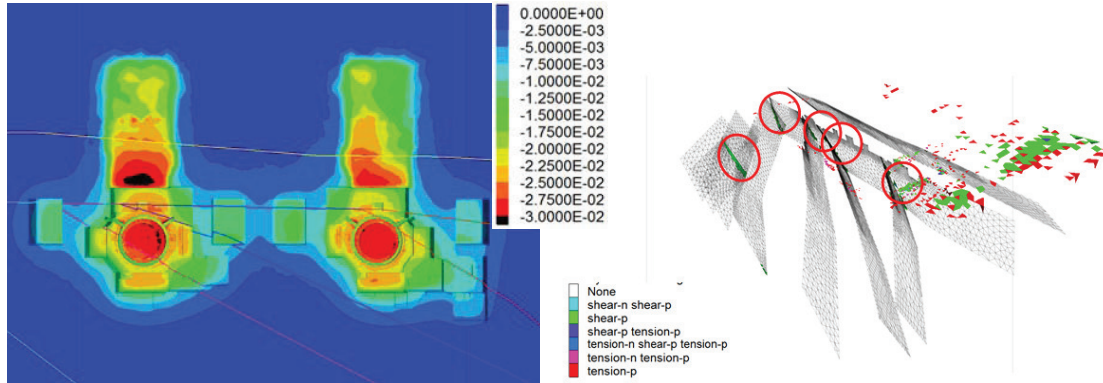 0.0000E+00
-2.5000E-03
-5.0000E-03
-7.5000E-03
-1.0000E-02
-1.2500E-02
-1.5000E-02
-1.7500E-02
-2.0000E-02
-2.2500E-02
-2.5000E-02
-2.7500E-02
-3.0000E-02
None
shear-n shear-p
shear-p
shear-p tension-p
tension-n shear-p tension-p
tension-n tension-p
tension-p